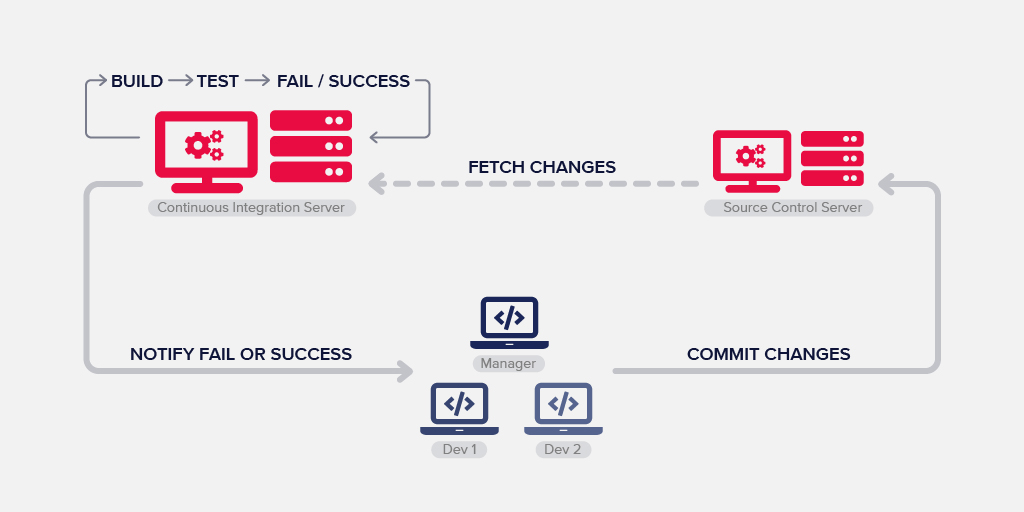 BUILD TEST FAIL / SUCCESS
FETCH CHANGES
Continuous Integration Server
Source Control Server
NOTIFY FAIL OR SUCCESS
COMMIT CHANGES
Manager
Dev 1
Dev 2